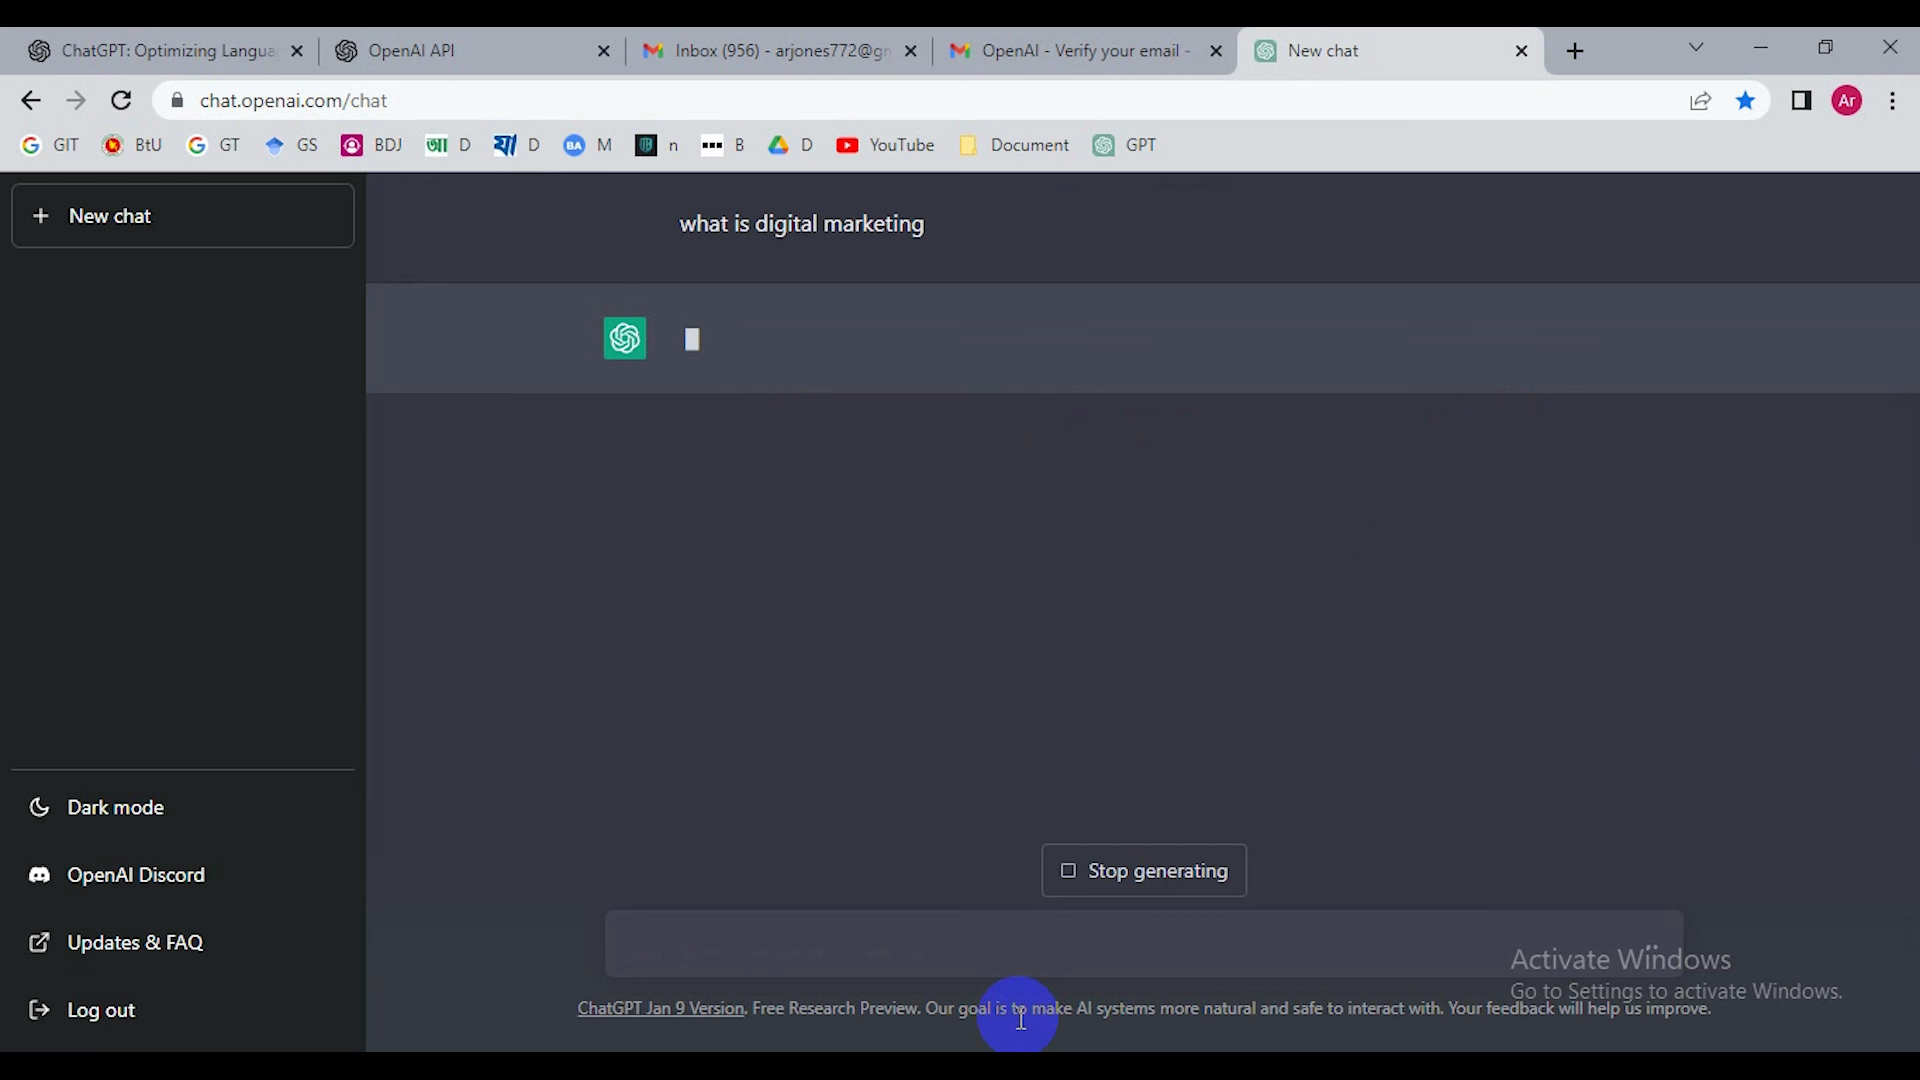 ChatGPT: Optimizing Langua
OpenAI API
Inbox (956) - arjones772@gm
OpenAI - Verify your email -
New chat
chat.openai.com/chat
Ar
GIT
BtU
GT
GS
BDJ
আ D
যা D
BA M
n
B
D
YouTube
Document
GPT
+ New chat
what is digital marketing
Stop generating
Dark mode
OpenAI Discord
Updates & FAQ
Log out
Activate Windows
Go to Settings to activate Windows.
ChatGPT Jan 9 Version. Free Research Preview. Our goal is to make AI systems more natural and safe to interact with. Your feedback will help us improve.